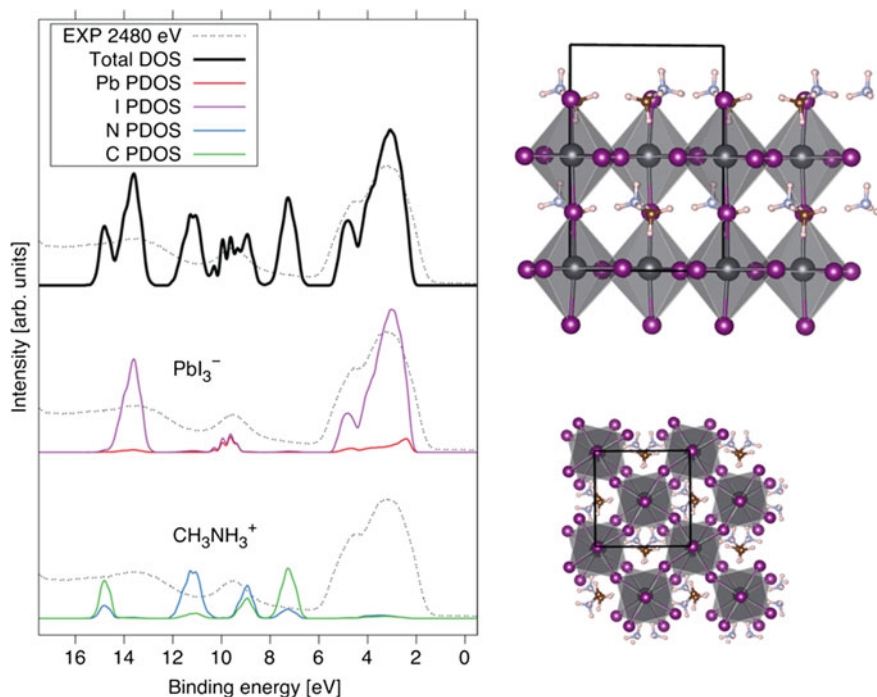 EXP 2480 eV
Total DOS
Pb PDOS
I PDOS
N PDOS
C PDOS
Intensity [arb. units]
PbI₃⁻
CH₃NH₃⁺
16 14 12 10 8 6 4 2 0
Binding energy [eV]